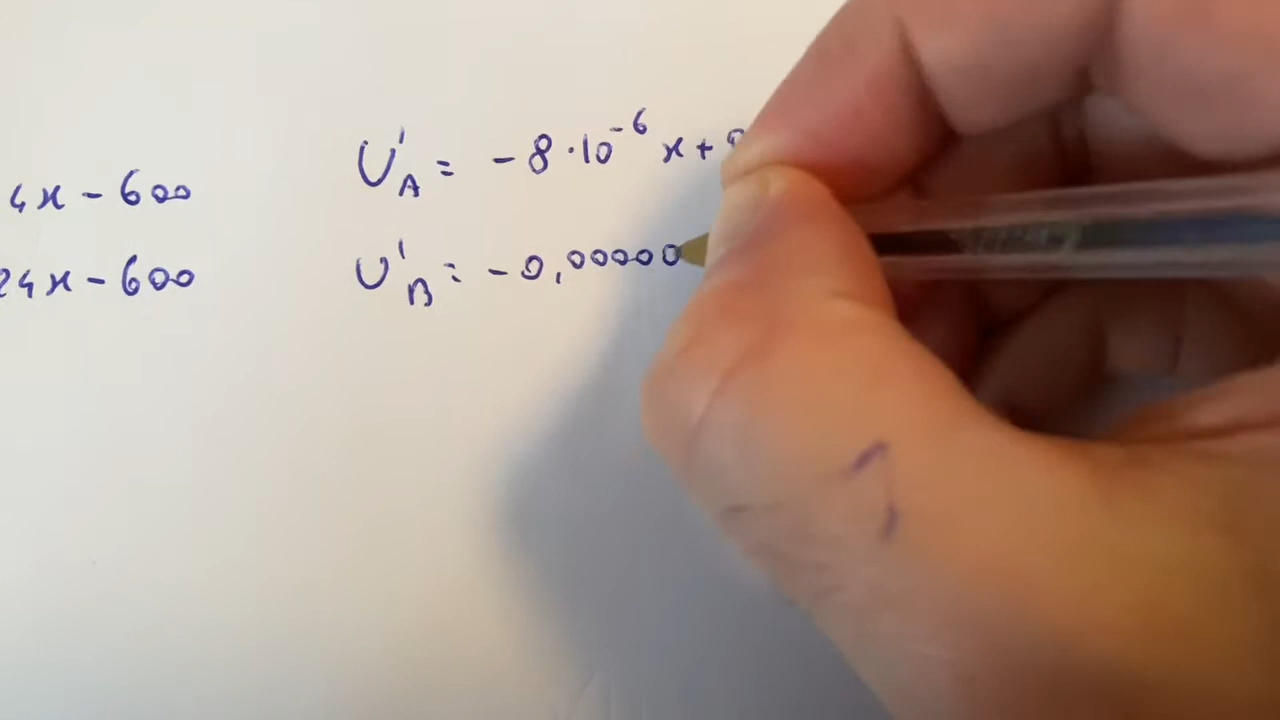 4x - 600
U'A = -8·10⁻⁶ x +
24x - 600
U'B = -0,00000